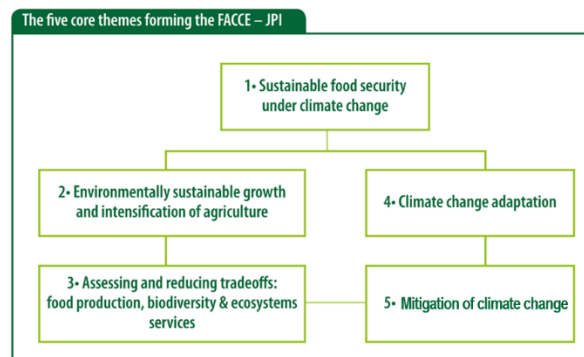 The five core themes forming the FACCE – JPI
1• Sustainable food security
under climate change
2• Environmentally sustainable growth
and intensification of agriculture
4• Climate change adaptation
3• Assessing and reducing tradeoffs:
food production, biodiversity & ecosystems
services
5• Mitigation of climate change